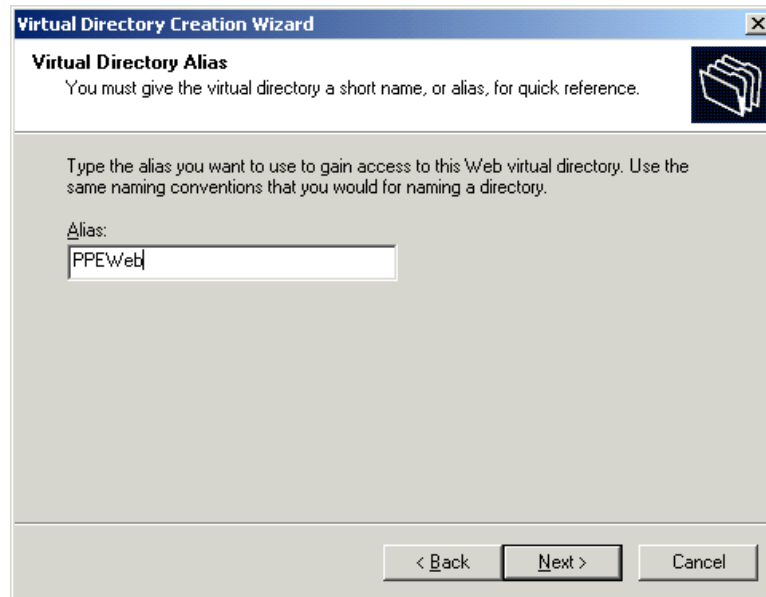 Virtual Directory Creation Wizard
Virtual Directory Alias
You must give the virtual directory a short name, or alias, for quick reference.
Type the alias you want to use to gain access to this Web virtual directory. Use the
same naming conventions that you would for naming a directory.
Alias:
PPEWeb
< Back Next > Cancel